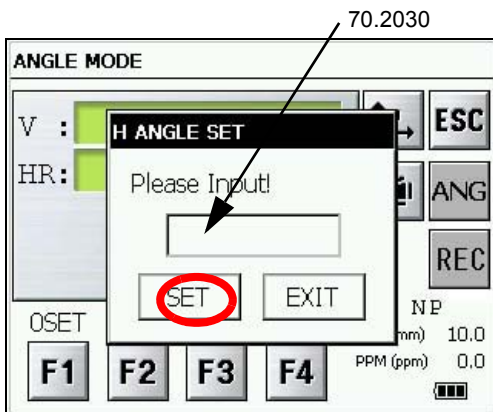 70.2030
ANGLE MODE
V :
H ANGLE SET
ESC
HR:
Please Input!
ANG
REC
SET
EXIT
NP
OSET
mm) 10.0
F1
F2
F3
F4
PPM (ppm) 0.0